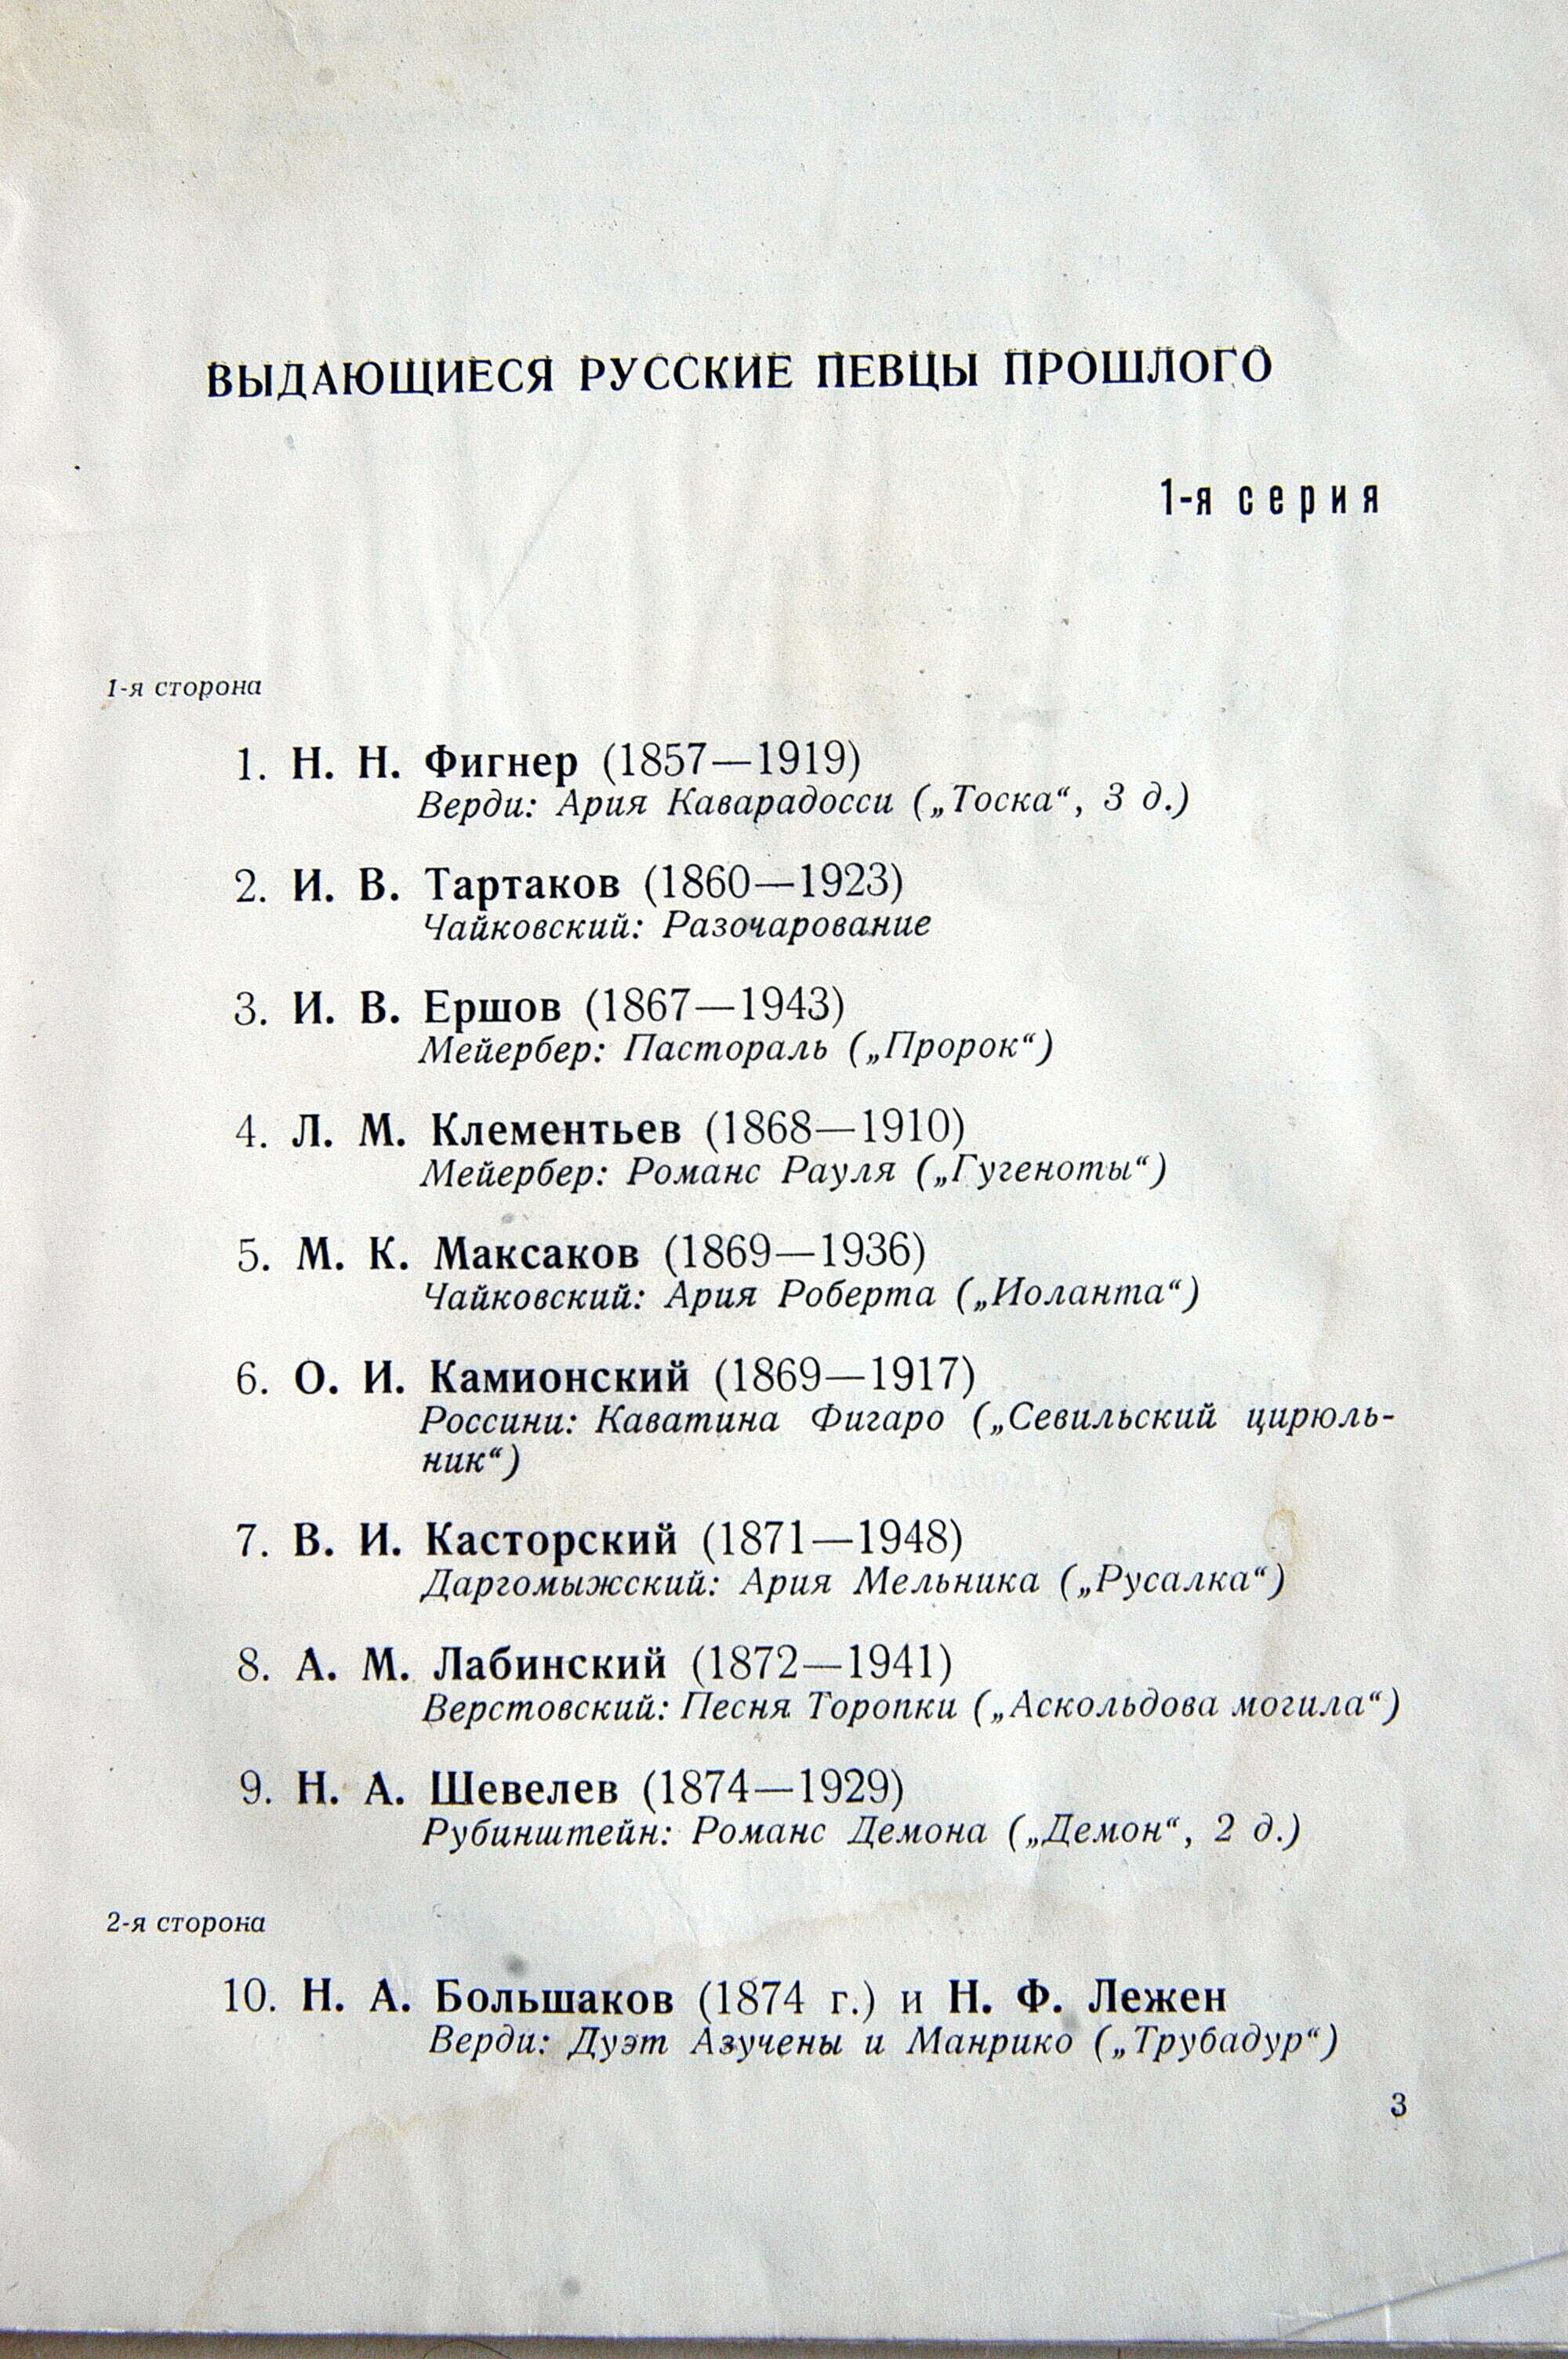 ВЫДАЮЩИЕСЯ РУССКИЕ ПЕВЦЫ ПРОШЛОГО
1-я серия
1-я сторона
1. Н. Н. Фигнер (1857—1919)
Верди: Ария Каварадосси („Тоска“, 3 д.)
2. И. В. Тартаков (1860—1923)
Чайковский: Разочарование
3. И. В. Ершов (1867—1943)
Мейербер: Пастораль („Пророк“)
4. Л. М. Клементьев (1868—1910)
Мейербер: Романс Рауля („Гугеноты“)
5. М. К. Максаков (1869—1936)
Чайковский: Ария Роберта („Иоланта“)
6. О. И. Камионский (1869—1917)
Россини: Каватина Фигаро („Севильский цирюль-
ник“)
7. В. И. Касторский (1871—1948)
Даргомыжский: Ария Мельника („Русалка“)
8. А. М. Лабинский (1872—1941)
Верстовский: Песня Торопки („Аскольдова могила“)
9. Н. А. Шевелев (1874—1929)
Рубинштейн: Романс Демона („Демон“, 2 д.)
2-я сторона
10. Н. А. Большаков (1874 г.) и Н. Ф. Лежен
Верди: Дуэт Азучены и Манрико („Трубадур“)
3